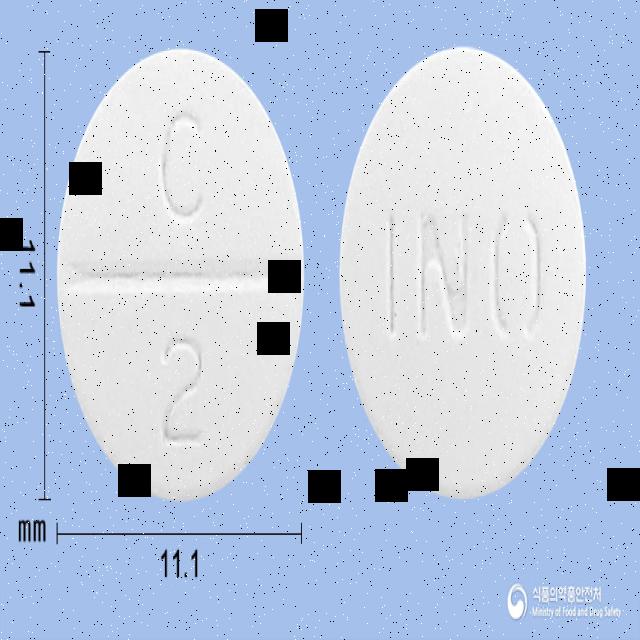 C
2
INO
11.1
mm
11.1
식품의약품안전처
Ministry of Food and Drug Safety